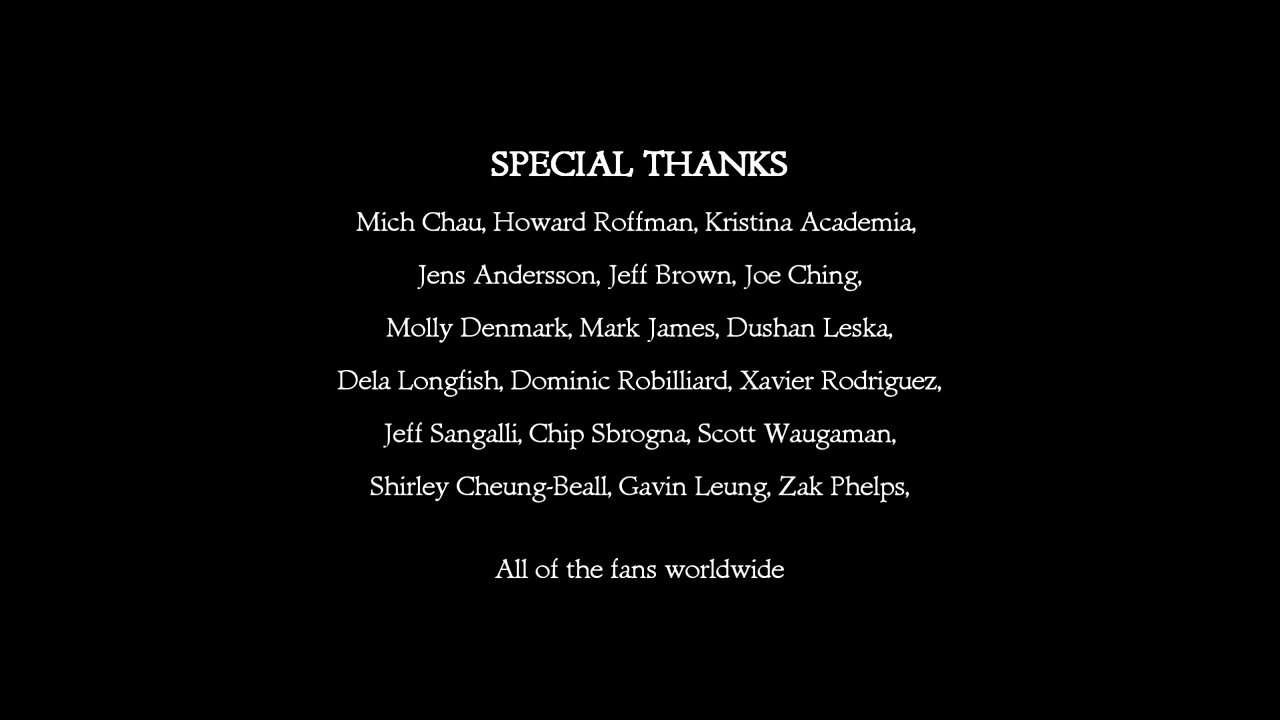 SPECIAL THANKS
Mich Chau, Howard Roffman, Kristina Academia,
Jens Andersson, Jeff Brown, Joe Ching,
Molly Denmark, Mark James, Dushan Leska,
Dela Longfish, Dominic Robilliard, Xavier Rodriguez,
Jeff Sangalli, Chip Sbrogna, Scott Waugaman,
Shirley Cheung-Beall, Gavin Leung, Zak Phelps,
All of the fans worldwide